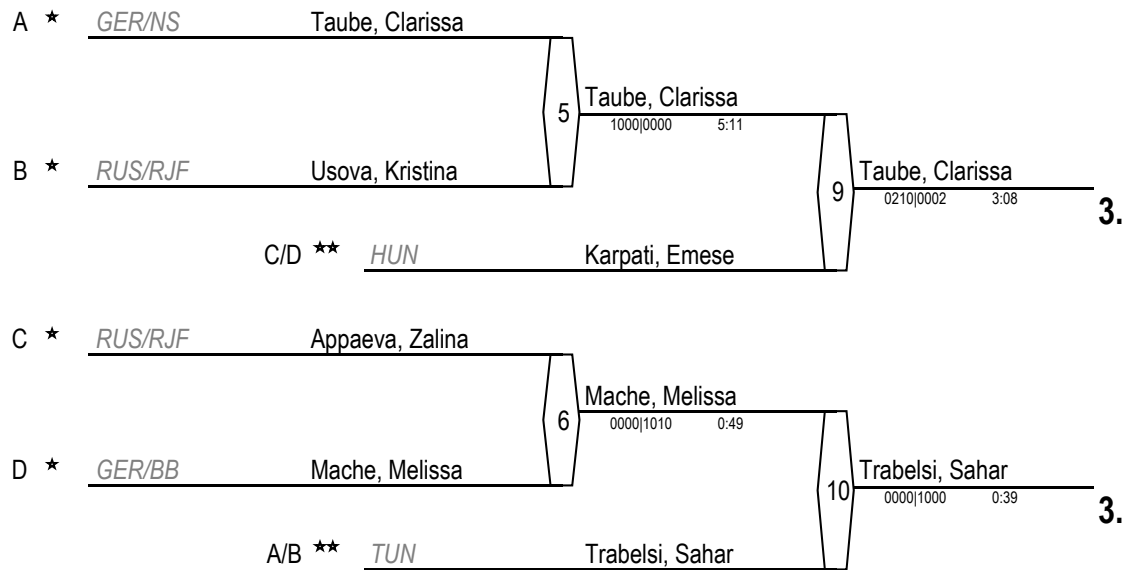 A ★ GER/NS Taube, Clarissa
5 Taube, Clarissa
1000|0000 5:11
B ★ RUS/RJF Usova, Kristina
9 Taube, Clarissa
0210|0002 3:08
3.
C/D ★★ HUN Karpati, Emese
C ★ RUS/RJF Appaeva, Zalina
6 Mache, Melissa
0000|1010 0:49
D ★ GER/BB Mache, Melissa
10 Trabelsi, Sahar
0000|1000 0:39
3.
A/B ★★ TUN Trabelsi, Sahar